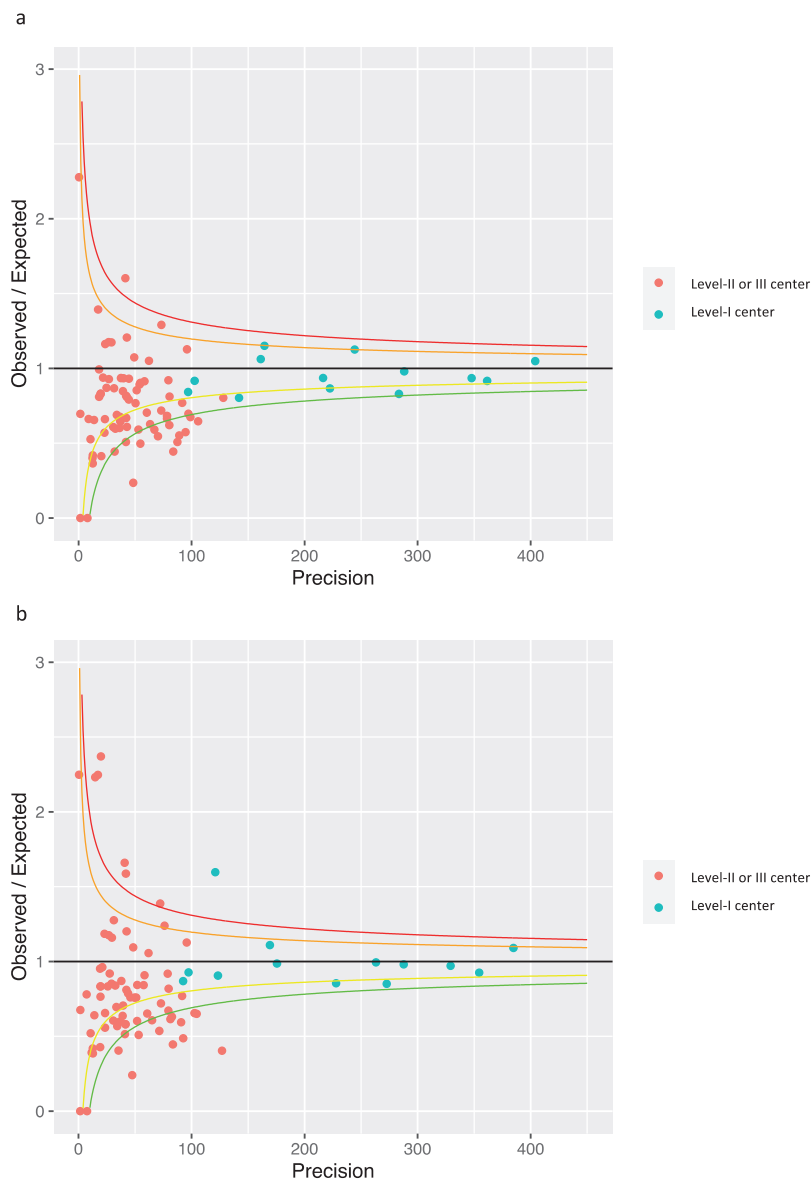 a
3
2
1
0
Observed / Expected
0 100 200 300 400
Precision
Level-II or III center
Level-I center
b
3
2
1
0
Observed / Expected
0 100 200 300 400
Precision
Level-II or III center
Level-I center